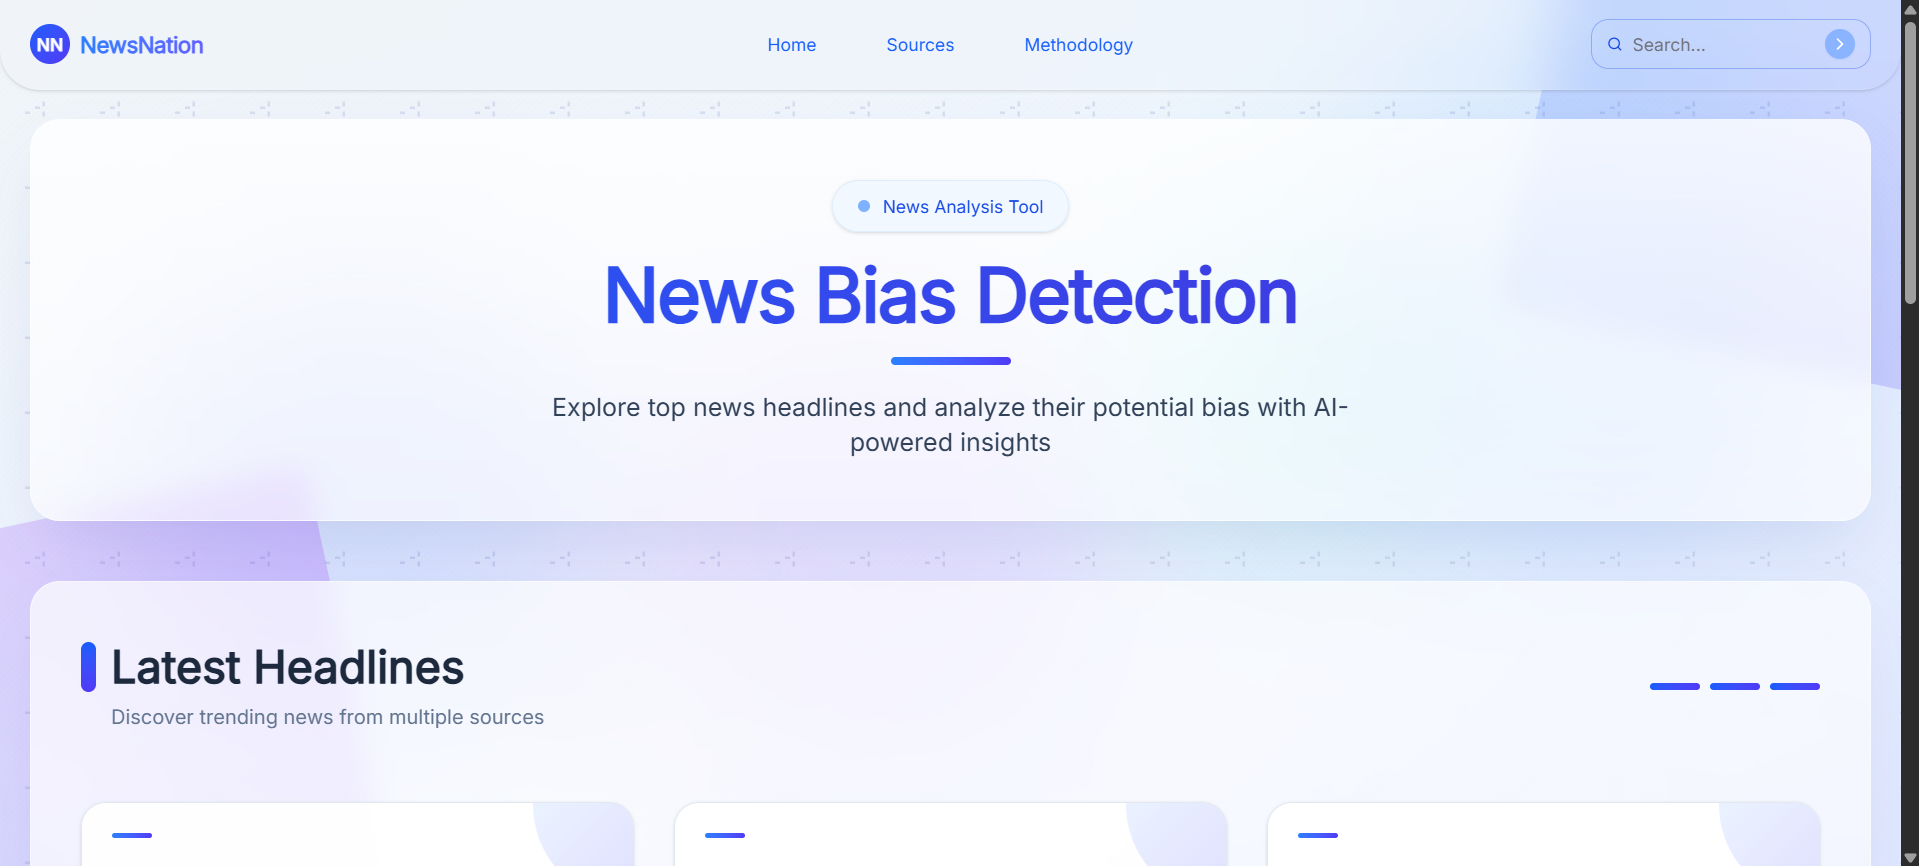 NN NewsNation
Home
Sources
Methodology
Search...
News Analysis Tool
News Bias Detection
Explore top news headlines and analyze their potential bias with AI-
powered insights
Latest Headlines
Discover trending news from multiple sources